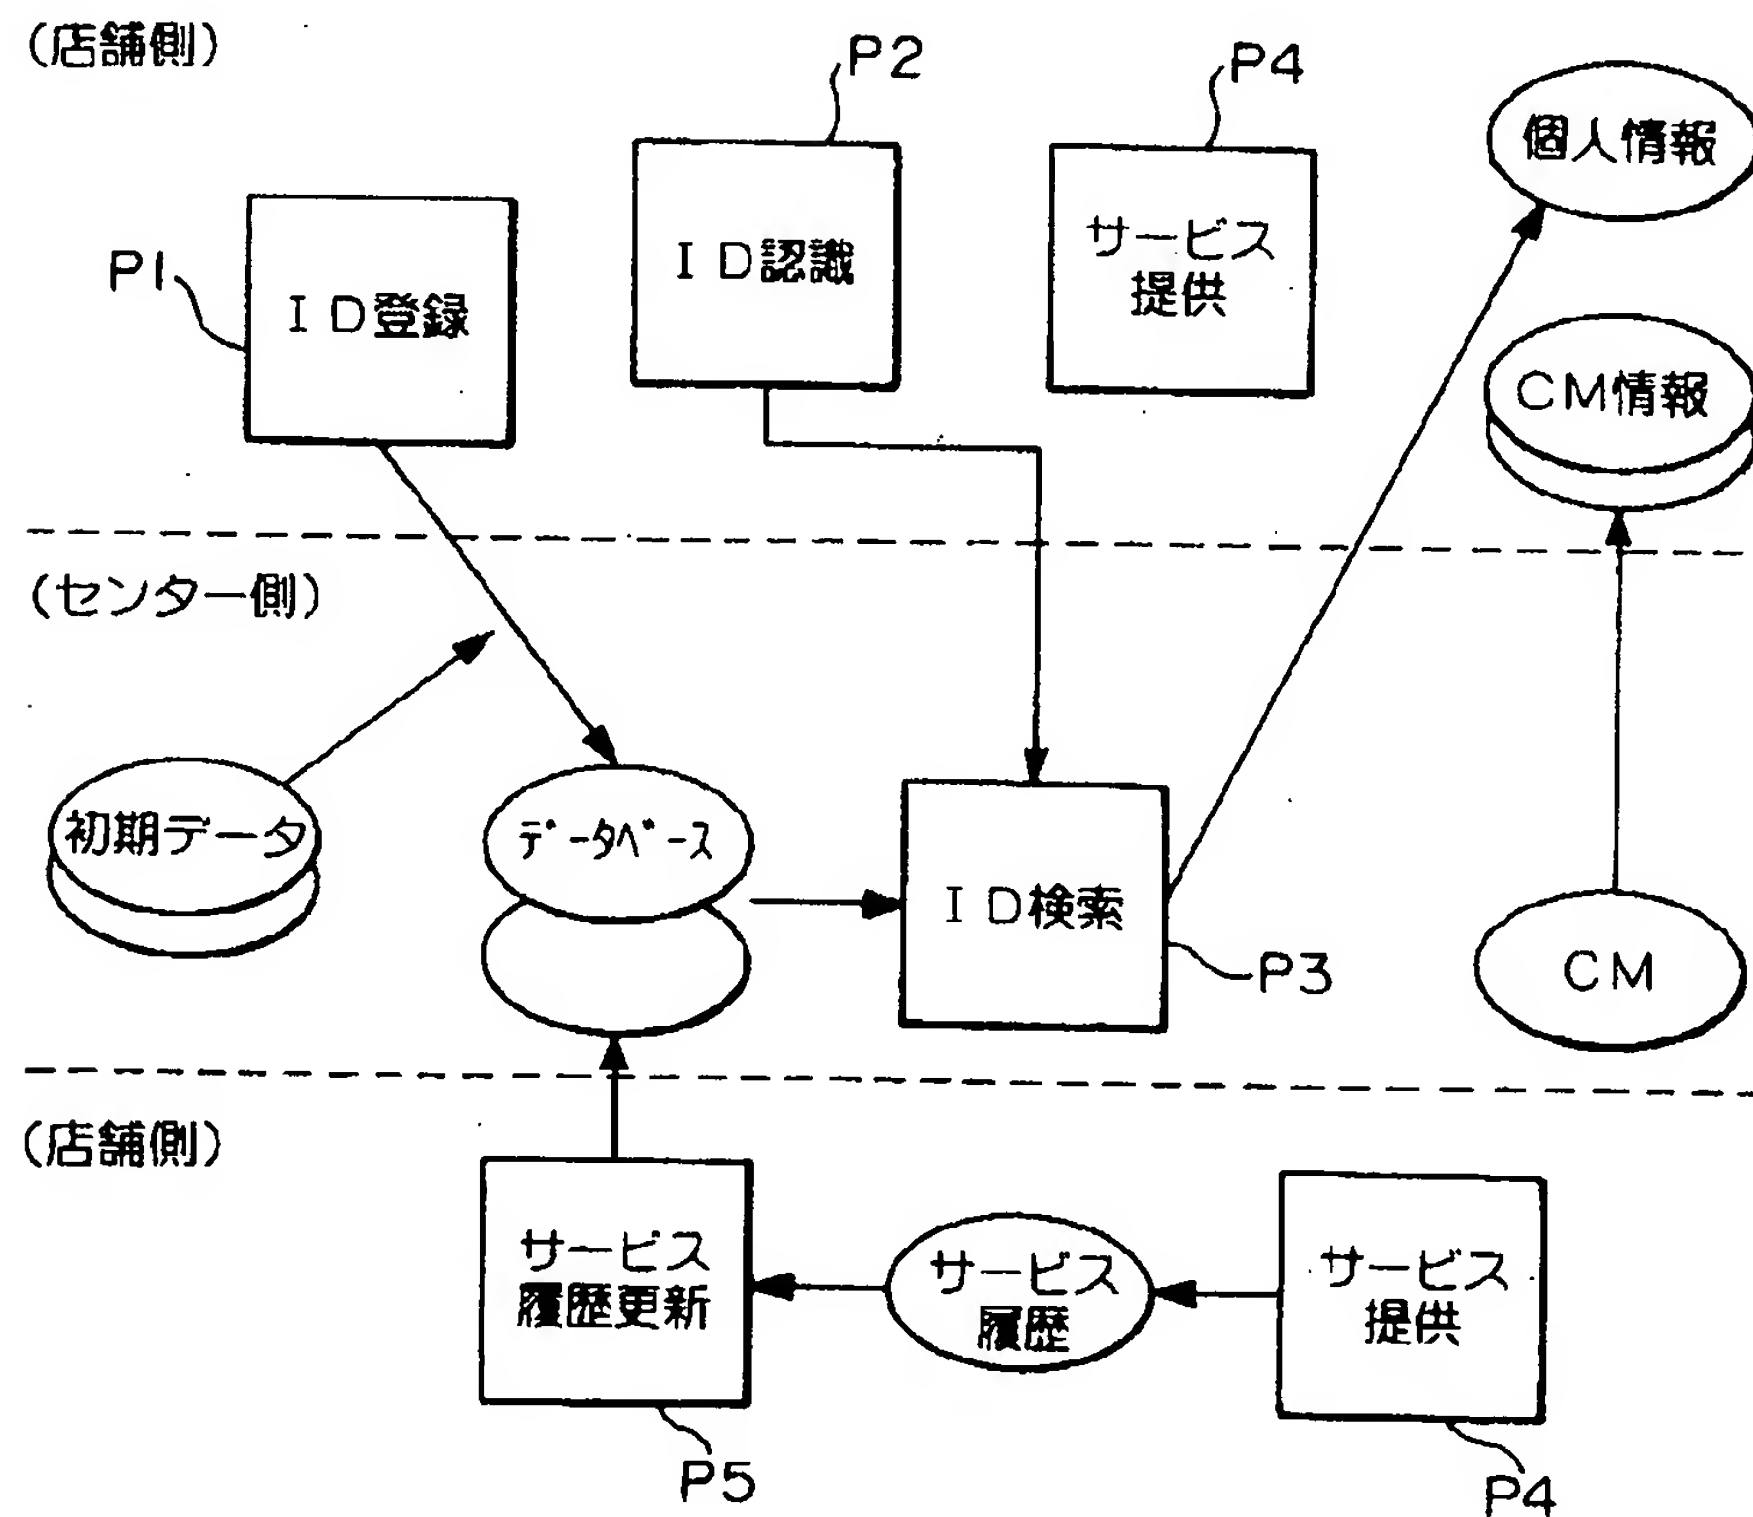 (店舗側)
P2
P4
個人情報
P1
ID登録
ID認識
サービス
提供
CM情報
(センター側)
初期データ
データベース
ID検索
P3
CM
(店舗側)
サービス
履歴更新
サービス
履歴
サービス
提供
P5
P4